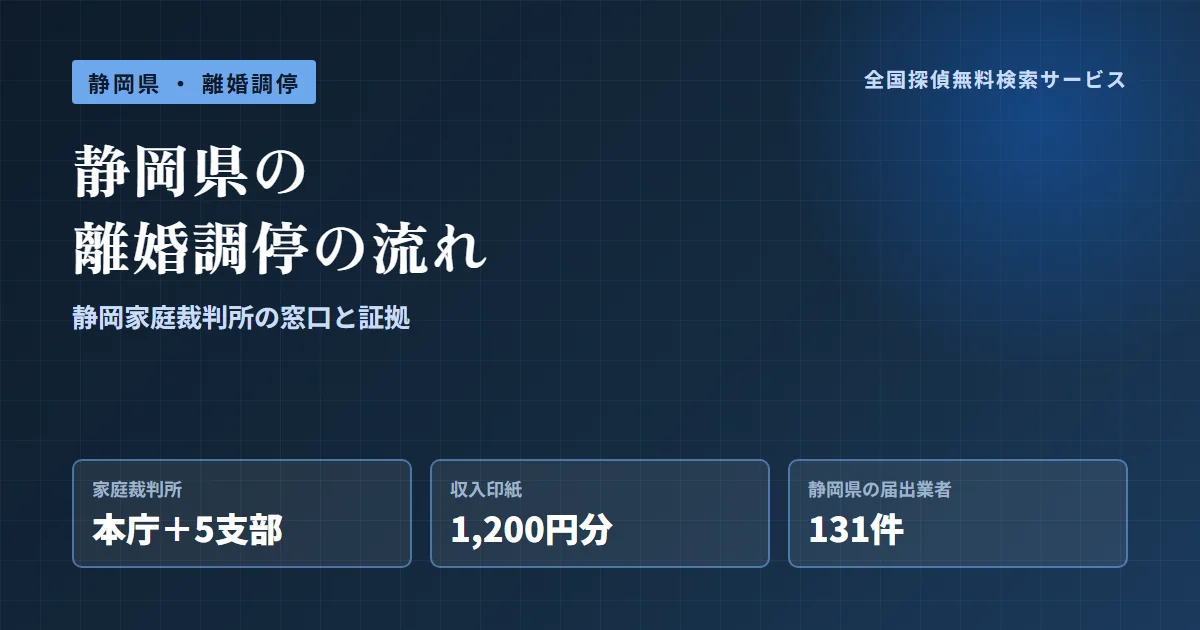 静岡県 ・ 離婚調停
全国探偵無料検索サービス
静岡県の
離婚調停の流れ
静岡家庭裁判所の窓口と証拠
家庭裁判所
本庁＋5支部
収入印紙
1,200円分
静岡県の届出業者
131件